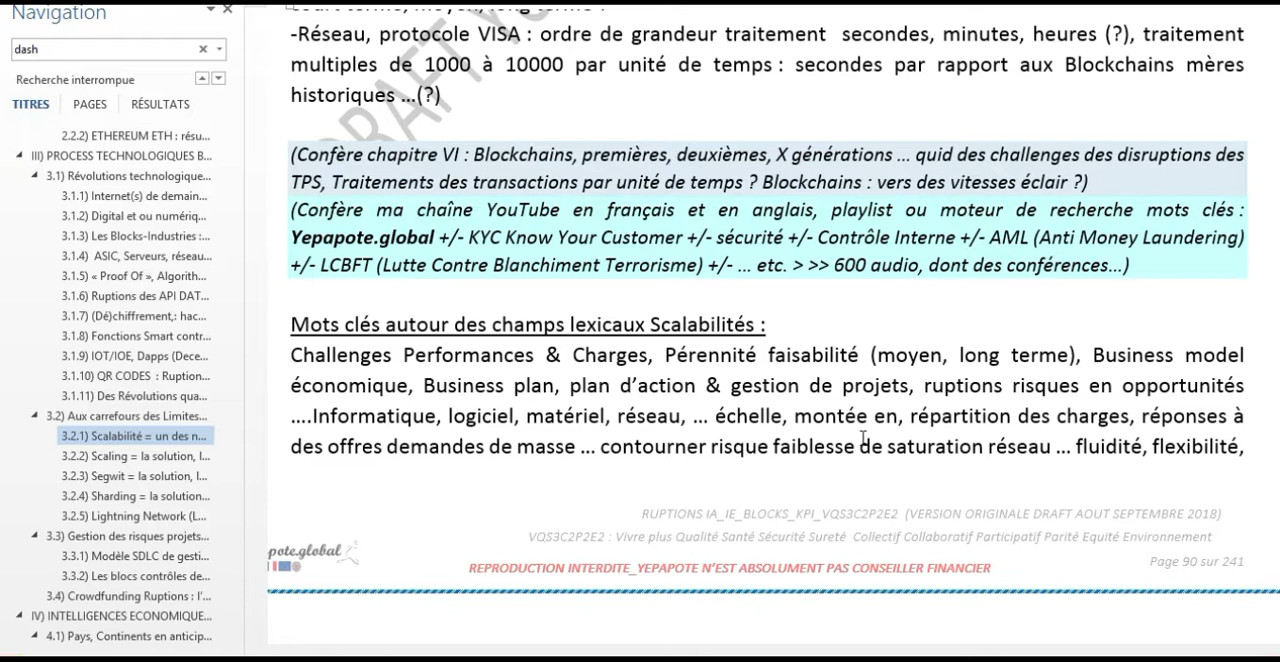 Navigation
dash
Recherche interrompue
TITRES PAGES RÉSULTATS
2.2.2) ETHEREUM ETH : résu...
III) PROCESS TECHNOLOGIQUES B...
3.1) Révolutions technologique...
3.1.1) Internet(s) de demain...
3.1.2) Digital et ou numériq...
3.1.3) Les Blocks-Industries :...
3.1.4) ASIC, Serveurs, réseau...
3.1.5) « Proof Of », Algorith...
3.1.6) Ruptions des API DAT...
3.1.7) (Dé)chiffrement,: hac...
3.1.8) Fonctions Smart contr...
3.1.9) IOT/IOE, Dapps (Dece...
3.1.10) QR CODES : Ruption...
3.1.11) Des Révolutions qua...
3.2) Aux carrefours des Limites...
3.2.1) Scalabilité = un des n...
3.2.2) Scaling = la solution, l...
3.2.3) Segwit = la solution, l...
3.2.4) Sharding = la solution...
3.2.5) Lightning Network (L...
3.3) Gestion des risques projets...
3.3.1) Modèle SDLC de gesti...
3.3.2) Les blocs contrôles de...
3.4) Crowdfunding Ruptions : l'...
IV) INTELLIGENCES ECONOMIQUE...
4.1) Pays, Continents en anticip...
court terme, moyen, long terme ?
-Réseau, protocole VISA : ordre de grandeur traitement secondes, minutes, heures (?), traitement
multiples de 1000 à 10000 par unité de temps : secondes par rapport aux Blockchains mères
historiques ...(?)
DRAFT
(Confère chapitre VI : Blockchains, premières, deuxièmes, X générations ... quid des challenges des disruptions des
TPS, Traitements des transactions par unité de temps ? Blockchains : vers des vitesses éclair ?)
(Confère ma chaîne YouTube en français et en anglais, playlist ou moteur de recherche mots clés :
Yepapote.global +/- KYC Know Your Customer +/- sécurité +/- Contrôle Interne +/- AML (Anti Money Laundering)
+/- LCBFT (Lutte Contre Blanchiment Terrorisme) +/- ... etc. > >> 600 audio, dont des conférences...)
Mots clés autour des champs lexicaux Scalabilités :
Challenges Performances & Charges, Pérennité faisabilité (moyen, long terme), Business model
économique, Business plan, plan d'action & gestion de projets, ruptions risques en opportunités
....Informatique, logiciel, matériel, réseau, ... échelle, montée en, répartition des charges, réponses à
des offres demandes de masse ... contourner risque faiblesse de saturation réseau ... fluidité, flexibilité,
RUPTIONS IA_IE_BLOCKS_KPI_VQS3C2P2E2 (VERSION ORIGINALE DRAFT AOUT SEPTEMBRE 2018)
VQS3C2P2E2 : Vivre plus Qualité Santé Sécurité Sureté Collectif Collaboratif Participatif Parité Equité Environnement
pote.global
Page 90 sur 241
REPRODUCTION INTERDITE_YEPAPOTE N'EST ABSOLUMENT PAS CONSEILLER FINANCIER